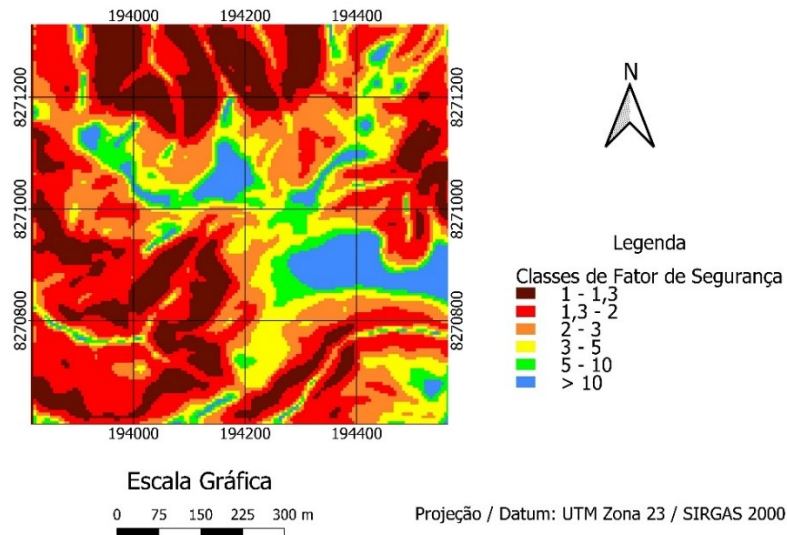 194000 194200 194400
8271200 8271200
8271000 8271000
8270800 8270800
194000 194200 194400
N
Legenda
Classes de Fator de Segurança
1 - 1,3
1,3 - 2
2 - 3
3 - 5
5 - 10
> 10
Escala Gráfica
0 75 150 225 300 m
Projeção / Datum: UTM Zona 23 / SIRGAS 2000